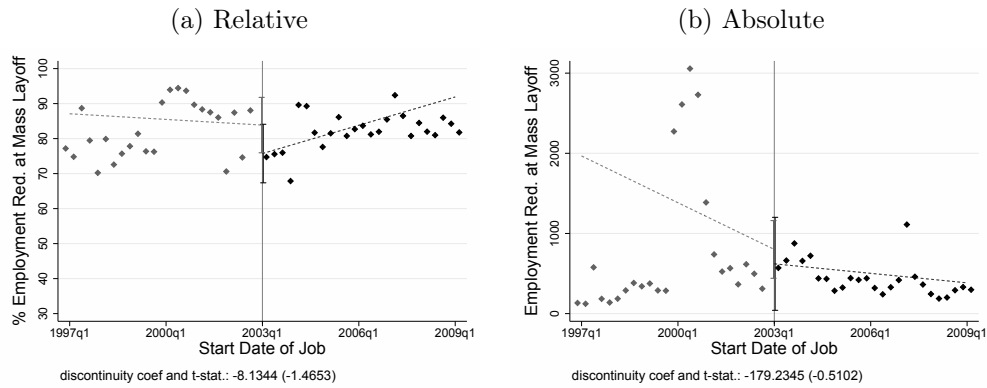 (a) Relative
(b) Absolute
% Employment Red. at Mass Layoff
100
90
80
70
60
50
40
30
1997q1
2000q1
2003q1
2006q1
2009q1
Start Date of Job
discontinuity coef and t-stat.: -8.1344 (-1.4653)
Employment Red. at Mass Layoff
3000
2000
1000
0
1997q1
2000q1
2003q1
2006q1
2009q1
Start Date of Job
discontinuity coef and t-stat.: -179.2345 (-0.5102)